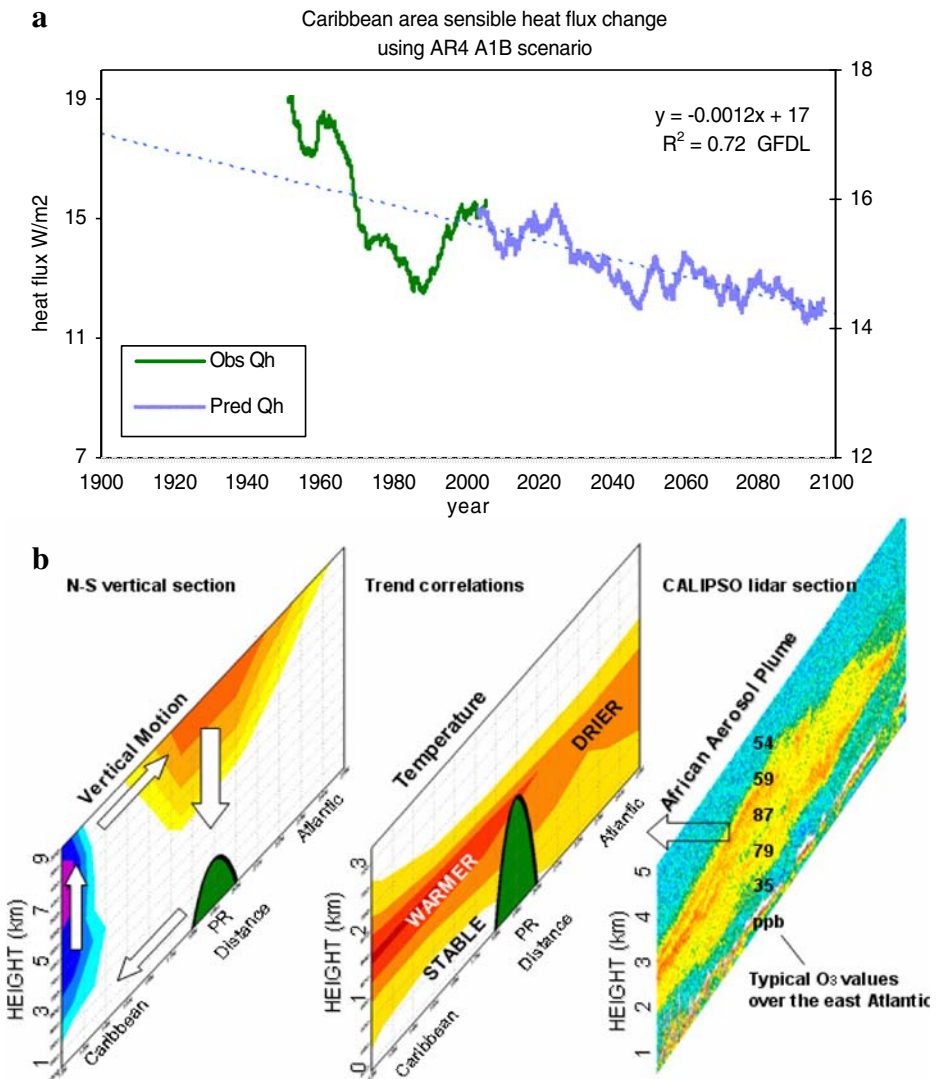 a
Caribbean area sensible heat flux change
using AR4 A1B scenario
19
15
11
7
heat flux W/m2
18
16
14
12
y = -0.0012x + 17
R² = 0.72 GFDL
Obs Qh
Pred Qh
1900 1920 1940 1960 1980 2000 2020 2040 2060 2080 2100
year
b
N-S vertical section
Vertical Motion
HEIGHT (km)
9
7
5
3
1
Caribbean
PR
Distance
Atlantic
Trend correlations
Temperature
WARMER
DRIER
STABLE
HEIGHT (km)
3
2
1
0
Caribbean
PR
Distance
Atlantic
CALIPSO lidar section
African Aerosol Plume
54
59
87
79
35
ppb
HEIGHT (km)
5
4
3
2
1
Typical O3 values
over the east Atlantic